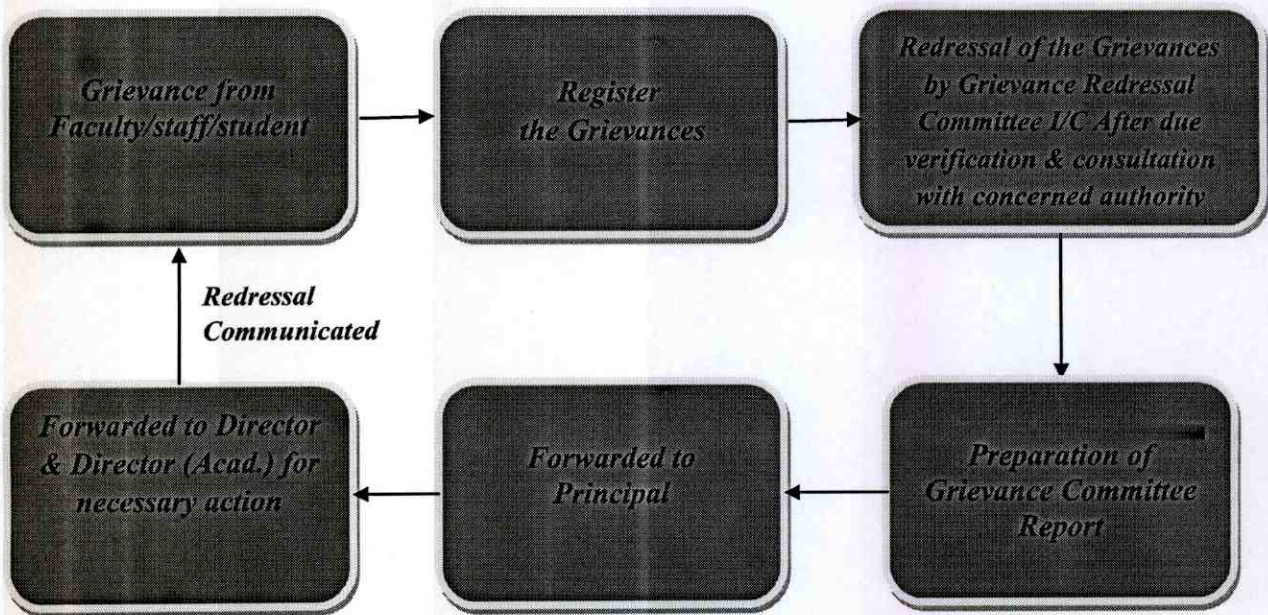 Grievance from
Faculty/staff/student
Register
the Grievances
Redressal of the Grievances
by Grievance Redressal
Committee I/C After due
verification & consultation
with concerned authority
Preparation of
Grievance Committee
Report
Forwarded to
Principal
Forwarded to Director
& Director (Acad.) for
necessary action
Redressal
Communicated